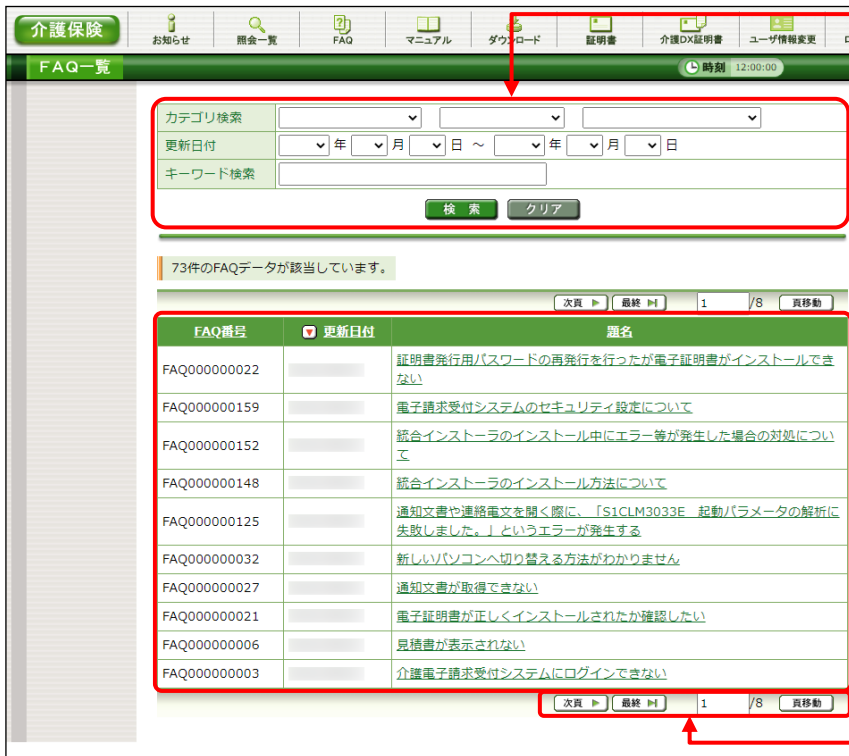 介護保険
お知らせ 照会一覧 FAQ マニュアル ダウンロード 証明書 介護DX証明書 ユーザ情報変更
FAQ一覧 時刻 12:00:00
カテゴリ検索
更新日付 年 月 日 ～ 年 月 日
キーワード検索
検 索 クリア
73件のFAQデータが該当しています。
次頁 最終 1 /8 頁移動
FAQ番号 更新日付 題名
FAQ000000022 証明書発行用パスワードの再発行を行ったが電子証明書がインストールでき
ない
FAQ000000159 電子請求受付システムのセキュリティ設定について
FAQ000000152 統合インストーラのインストール中にエラー等が発生した場合の対処につい
て
FAQ000000148 統合インストーラのインストール方法について
FAQ000000125 通知文書や連絡電文を開く際に、「S1CLM3033E　起動パラメータの解析に
失敗しました。」というエラーが発生する
FAQ000000032 新しいパソコンへ切り替える方法がわかりません
FAQ000000027 通知文書が取得できない
FAQ000000021 電子証明書が正しくインストールされたか確認したい
FAQ000000006 見積書が表示されない
FAQ000000003 介護電子請求受付システムにログインできない
次頁 最終 1 /8 頁移動